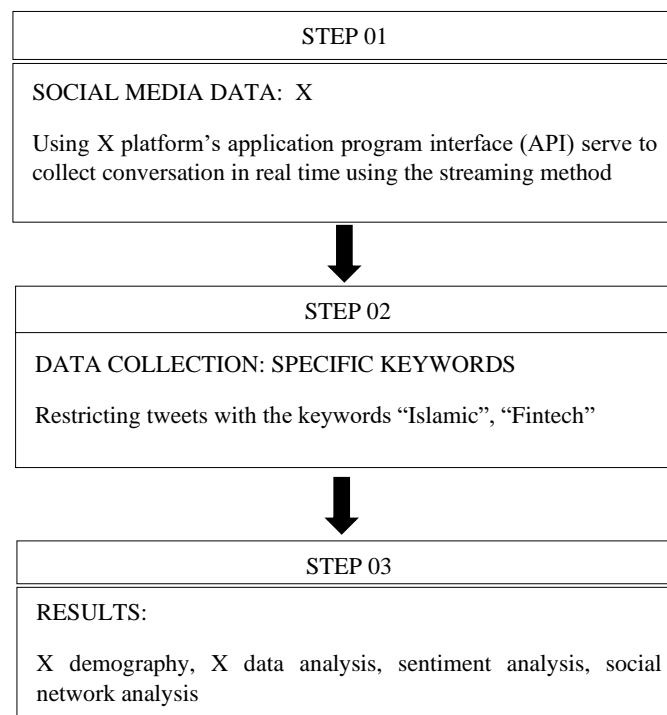 STEP 01
SOCIAL MEDIA DATA: X
Using X platform’s application program interface (API) serve to
collect conversation in real time using the streaming method
STEP 02
DATA COLLECTION: SPECIFIC KEYWORDS
Restricting tweets with the keywords “Islamic”, “Fintech”
STEP 03
RESULTS:
X demography, X data analysis, sentiment analysis, social
network analysis